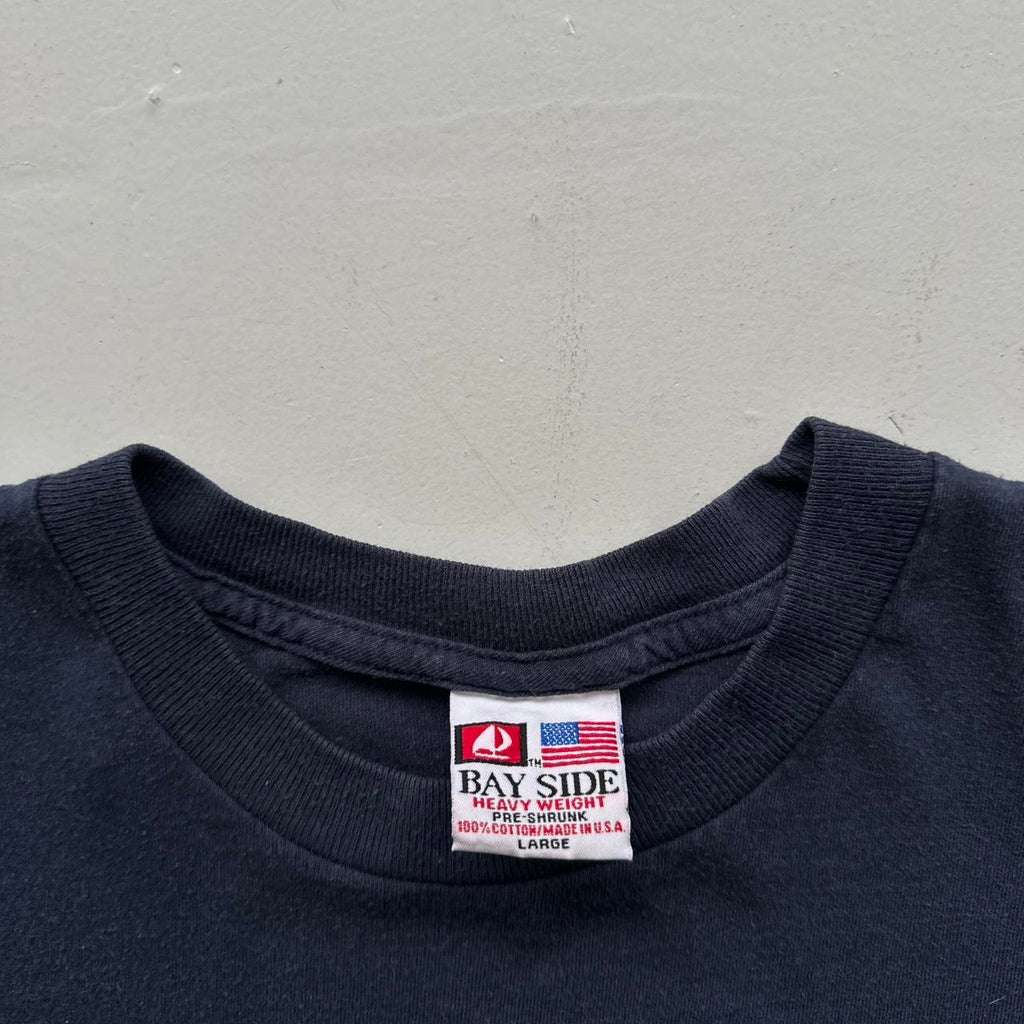 TM
BAY SIDE
HEAVY WEIGHT
PRE-SHRUNK
100% COTTON/MADE IN U.S.A.
LARGE